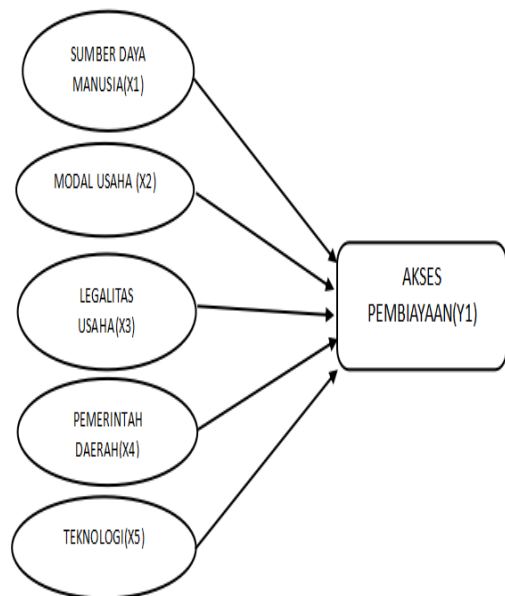 SUMBER DAYA
MANUSIA(X1)
MODAL USAHA (X2)
LEGALITAS
USAHA(X3)
PEMERINTAH
DAERAH(X4)
TEKNOLOGI(X5)
AKSES
PEMBIAYAAN(Y1)